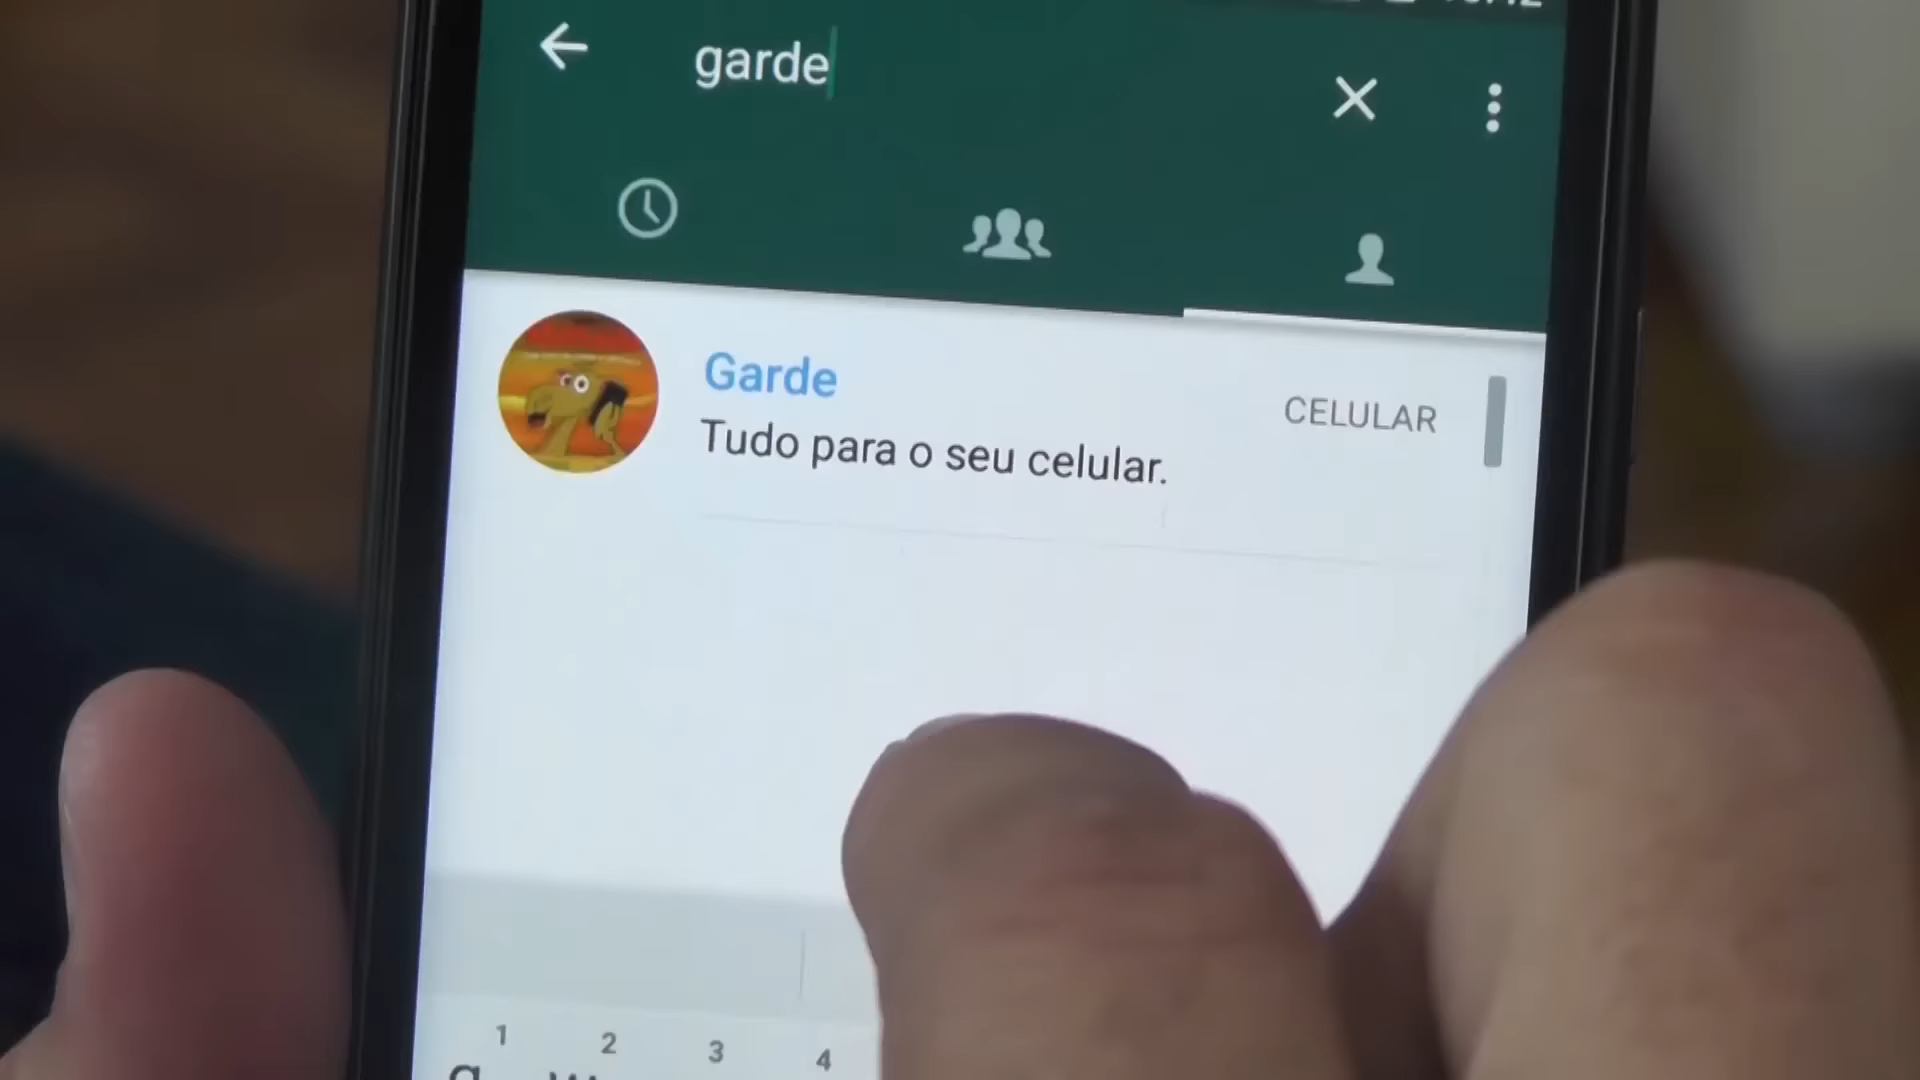 garde
Garde
CELULAR
Tudo para o seu celular.
1 2 3 4
q w